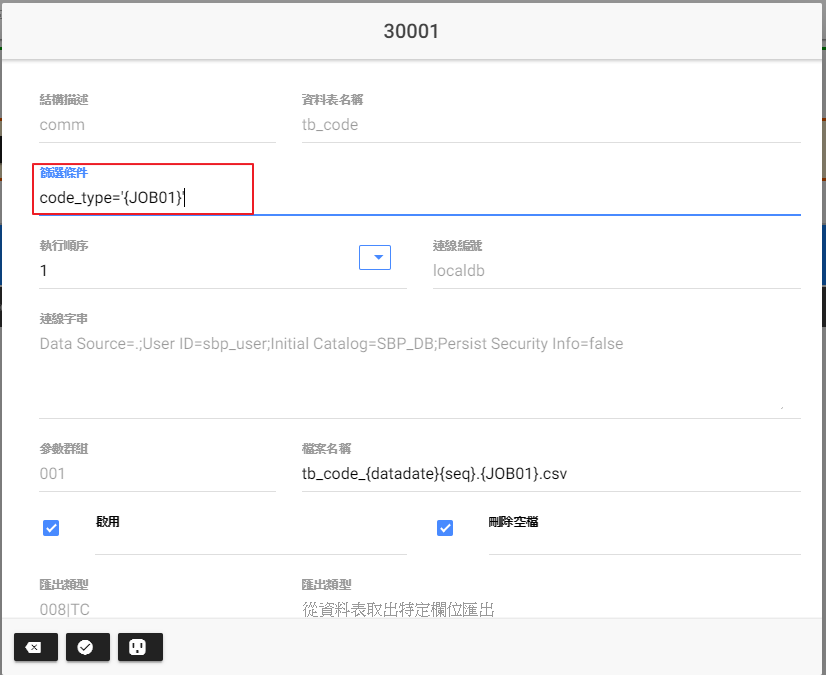 30001
結構描述
資料表名稱
comm
tb_code
篩選條件
code_type='{JOB01}'
執行順序
連線編號
1
localdb
連線字串
Data Source=.;User ID=sbp_user;Initial Catalog=SBP_DB;Persist Security Info=false
參數群組
檔案名稱
001
tb_code_{datadate}{seq}.{JOB01}.csv
啟用
刪除空檔
匯出類型
匯出類型
008|TC
從資料表取出特定欄位匯出